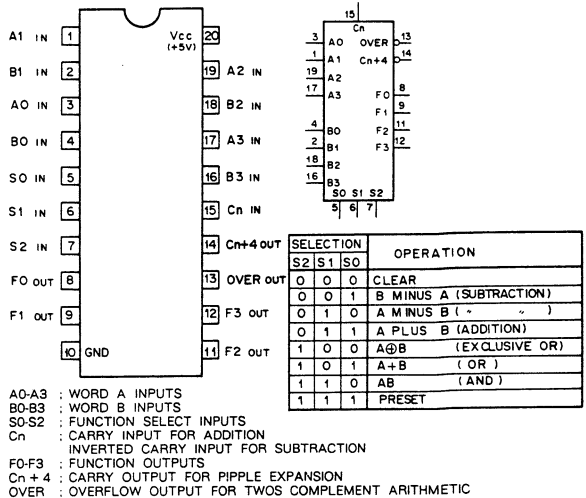 A1 IN 1
Vcc 20
(+5V)
B1 IN 2
19 A2 IN
A0 IN 3
18 B2 IN
B0 IN 4
17 A3 IN
S0 IN 5
16 B3 IN
S1 IN 6
15 Cn IN
S2 IN 7
14 Cn+4 OUT
F0 OUT 8
13 OVER OUT
F1 OUT 9
12 F3 OUT
10 GND
11 F2 OUT
15
Cn
3 A0 OVER 13
1 A1 Cn+4 14
19 A2
17 A3 F0 8
F1 9
4 B0 F2 11
2 B1 F3 12
18 B2
16 B3
S0 S1 S2
5 6 7
SELECTION OPERATION
S2 S1 S0
0 0 0 CLEAR
0 0 1 B MINUS A (SUBTRACTION)
0 1 0 A MINUS B ( " " )
0 1 1 A PLUS B (ADDITION)
1 0 0 A⊕B (EXCLUSIVE OR)
1 0 1 A+B (OR)
1 1 0 AB (AND)
1 1 1 PRESET
A0-A3 : WORD A INPUTS
B0-B3 : WORD B INPUTS
S0-S2 : FUNCTION SELECT INPUTS
Cn : CARRY INPUT FOR ADDITION
INVERTED CARRY INPUT FOR SUBTRACTION
F0-F3 : FUNCTION OUTPUTS
Cn + 4 : CARRY OUTPUT FOR PIPPLE EXPANSION
OVER : OVERFLOW OUTPUT FOR TWOS COMPLEMENT ARITHMETIC